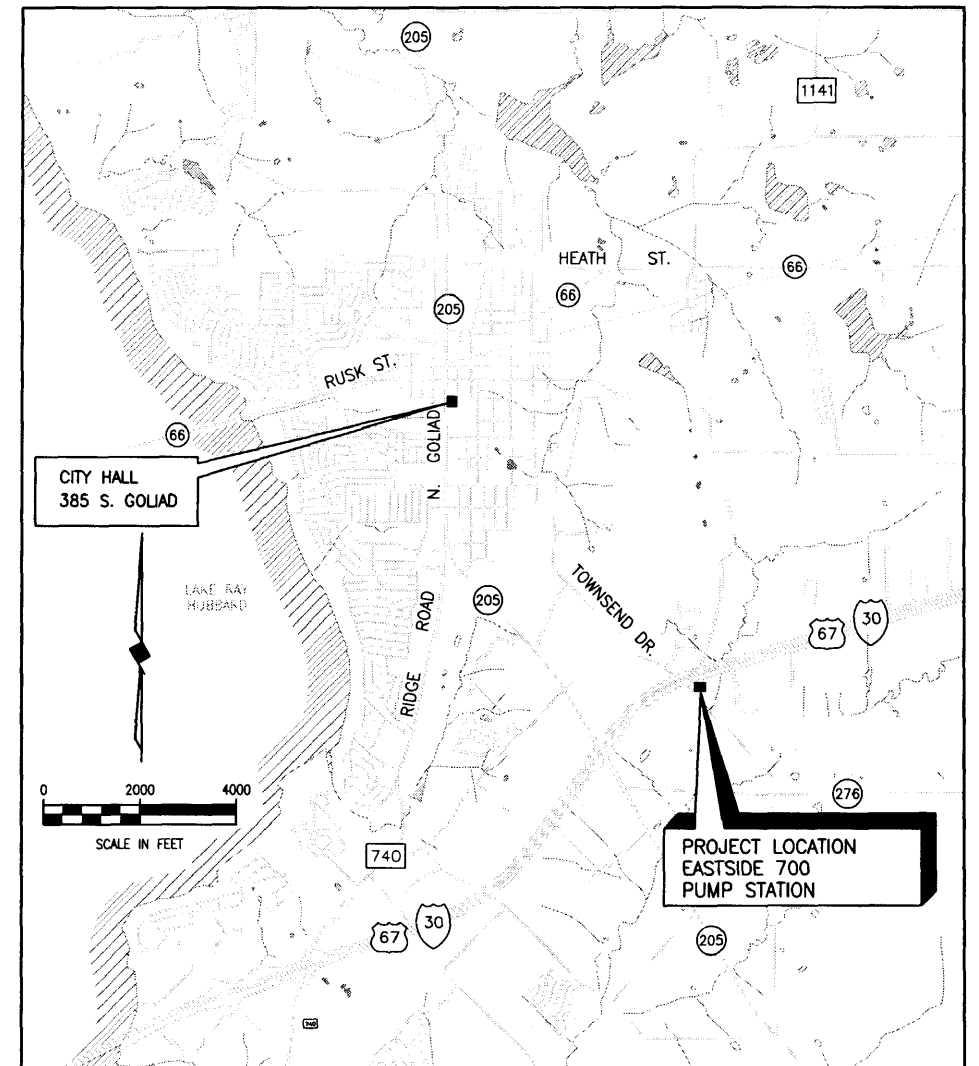 205
1141
HEATH ST.
66
66
205
RUSK ST.
66
N. GOLIAD
CITY HALL
385 S. GOLIAD
LAKE RAY
HUBBARD
TOWNSEND DR.
205
RIDGE ROAD
67
30
0 2000 4000
SCALE IN FEET
276
740
PROJECT LOCATION
EASTSIDE 700
PUMP STATION
67
30
205
740